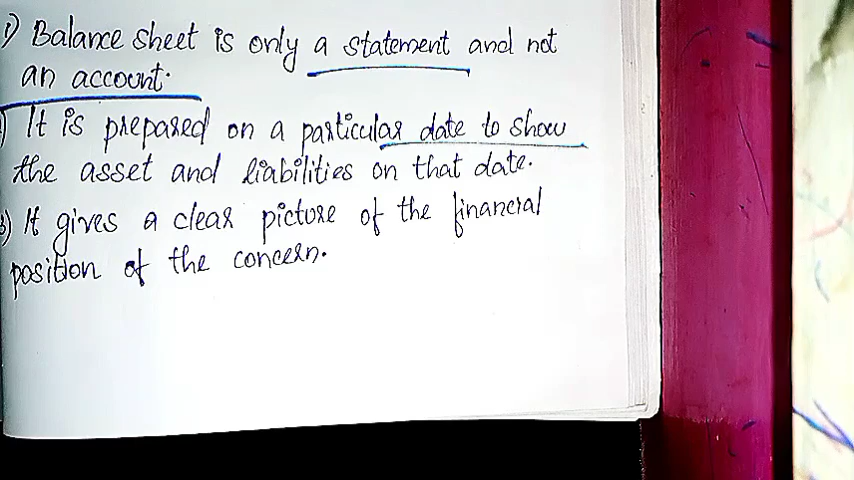 1) Balance sheet is only a statement and not
an account.
) It is prepared on a particular date to show
the asset and liabilities on that date.
3) It gives a clear picture of the financial
position of the concern.